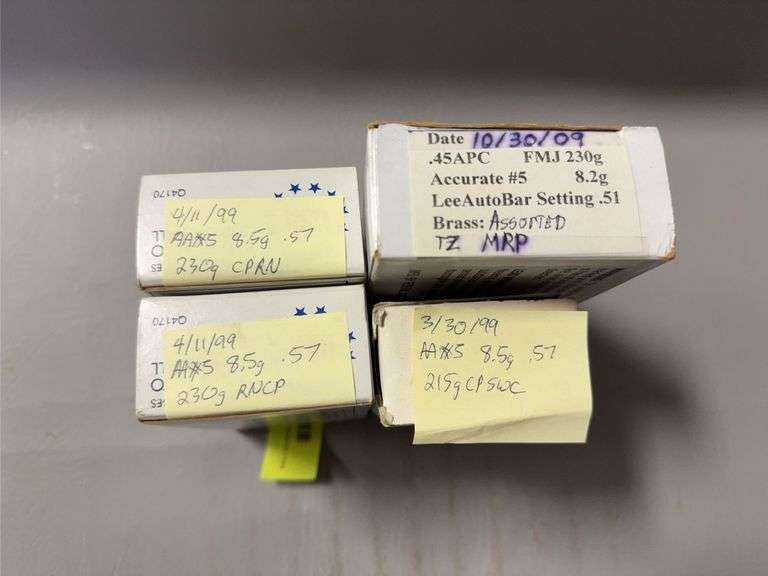 Q4170
4/11/99
AA#5 8.5g .57
230g CPRN
Date 10/30/09
.45APC FMJ 230g
Accurate #5 8.2g
LeeAutoBar Setting .51
Brass: ASSORTED
TZ MRP
Q4170
4/11/99
AA#5 8.5g .57
230g RNCP
3/30/99
AA#5 8.5g .57
215g CPSWC